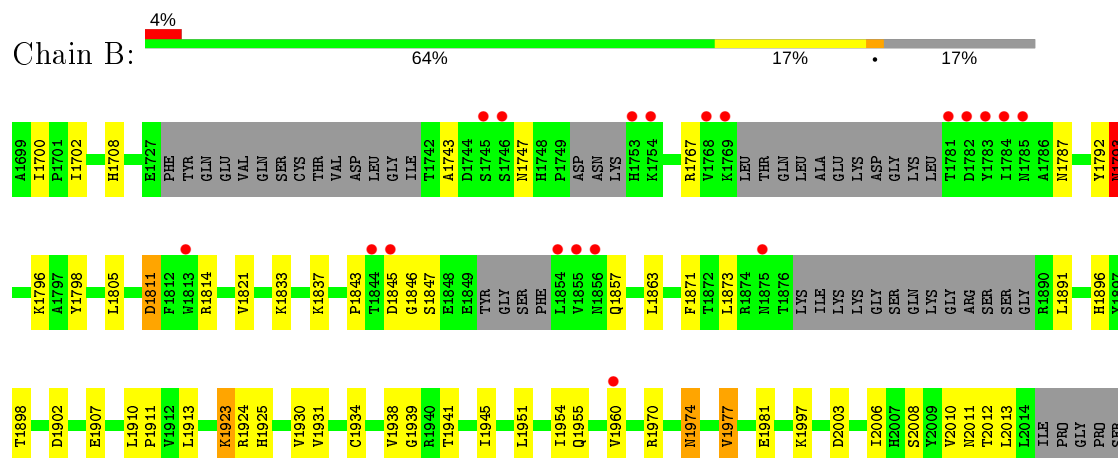 4%
Chain B:
64% 17% • 17%
A1699 I1700 P1701 I1702 H1708 E1727 PHE TYR GLN GLU VAL GLN SER CYS THR VAL ASP LEU GLY ILE T1742 A1743 D1744 S1745 S1746 N1747 H1748 P1749 ASP ASN LYS H1753 K1754 R1767 V1768 K1769 LEU THR GLN LEU ALA GLU LYS ASP GLY LYS LEU T1781 D1782 Y1783 I1784 N1785 A1786 N1787 Y1792 N1793
K1796 A1797 Y1798 L1805 D1811 F1812 W1813 R1814 V1821 K1833 K1837 P1843 T1844 D1845 G1846 S1847 E1848 E1849 TYR GLY SER PHE L1854 V1855 N1856 Q1857 L1863 F1871 T1872 L1873 R1874 N1875 T1876 LYS ILE LYS LYS GLY SER GLN LYS GLY ARG SER SER GLY R1890 L1891 H1896 Y1897
T1898 D1902 E1907 L1910 P1911 V1912 L1913 K1923 R1924 H1925 V1930 V1931 C1934 V1938 G1939 R1940 T1941 I1945 L1951 I1954 Q1955 V1960 R1970 N1974 V1977 E1981 K1997 D2003 I2006 H2007 S2008 Y2009 V2010 N2011 T2012 L2013 L2014 ILE PRO GLY PRO SER